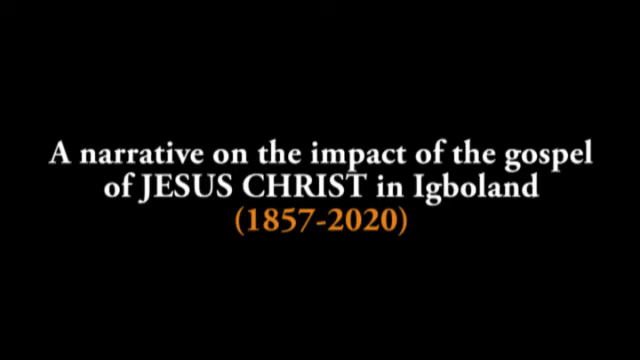 A narrative on the impact of the gospel
of JESUS CHRIST in Igboland
(1857-2020)